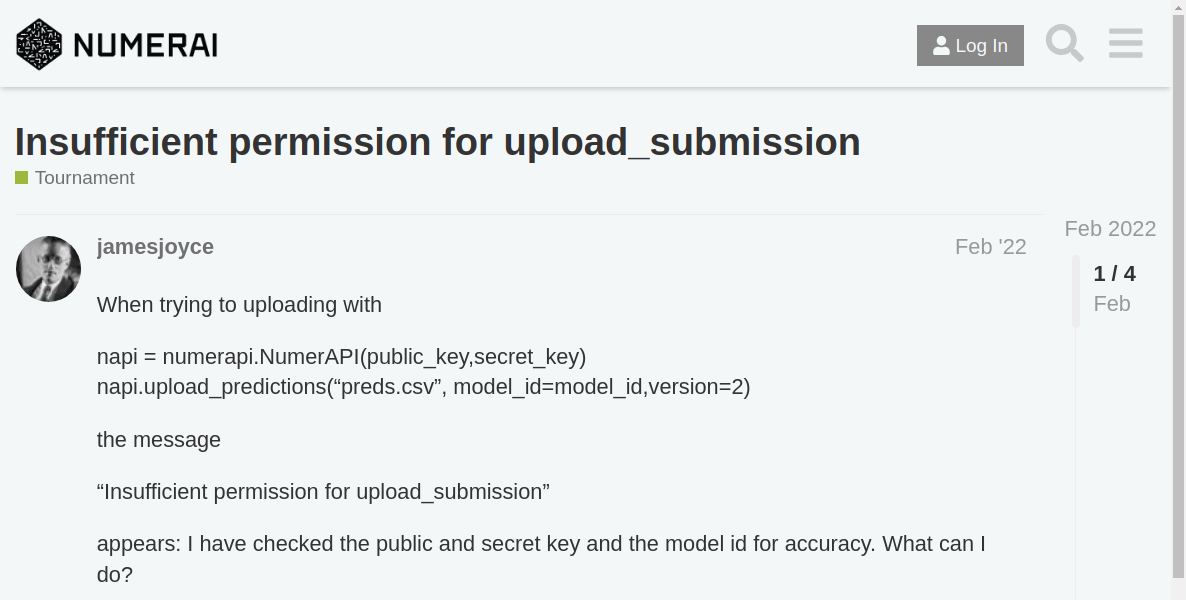 NUMERAI
Log In
Insufficient permission for upload_submission
Tournament
jamesjoyce
Feb '22
Feb 2022
1 / 4
Feb
When trying to uploading with
napi = numerapi.NumerAPI(public_key,secret_key)
napi.upload_predictions(“preds.csv”, model_id=model_id,version=2)
the message
“Insufficient permission for upload_submission”
appears: I have checked the public and secret key and the model id for accuracy. What can I
do?